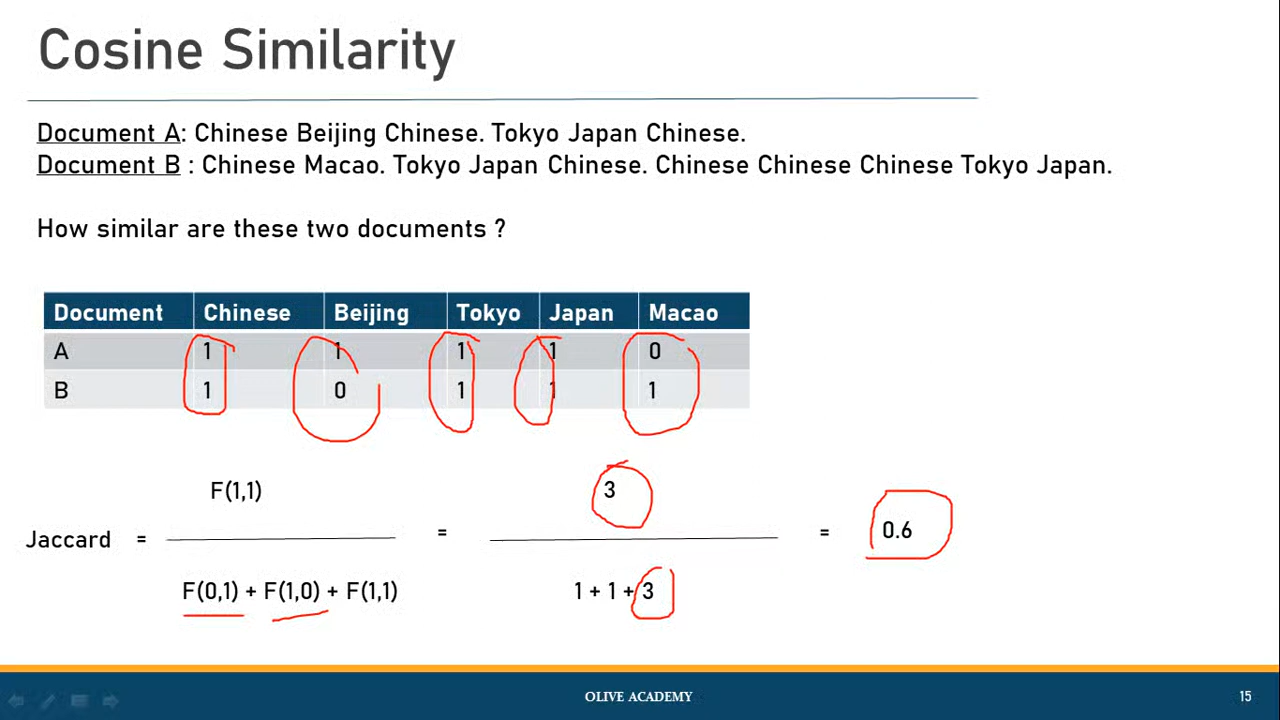 Cosine Similarity
Document A: Chinese Beijing Chinese. Tokyo Japan Chinese.
Document B : Chinese Macao. Tokyo Japan Chinese. Chinese Chinese Chinese Tokyo Japan.
How similar are these two documents ?
Document Chinese Beijing Tokyo Japan Macao
A 1 1 1 1 0
B 1 0 1 1 1
F(1,1) 3
Jaccard = = = 0.6
F(0,1) + F(1,0) + F(1,1) 1 + 1 + 3
OLIVE ACADEMY 15